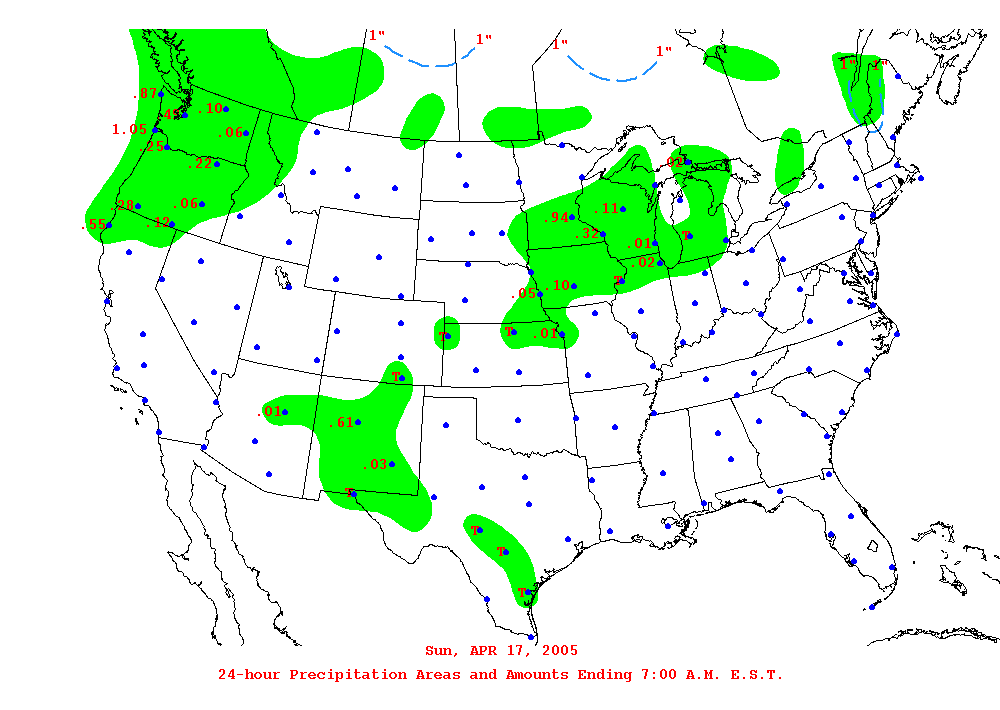 1" 1" 1" 1" 1" 1"
.87
.10
.45
1.05 .06
.25
.22 .02
.28 .06 .94 .11
.55 .12 .32 T
.01
.02
T
.10
.05
T T .01
T
.01
.61
.03
T
T
T
T
Sun, APR 17, 2005
24-hour Precipitation Areas and Amounts Ending 7:00 A.M. E.S.T.